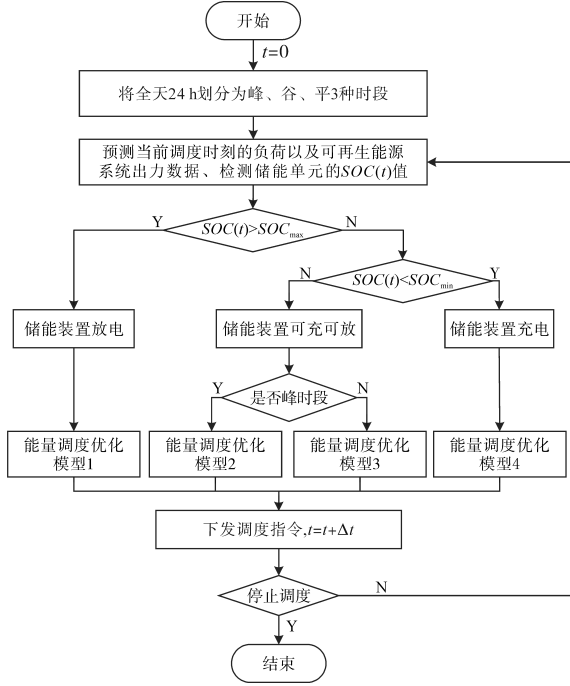 开始
t=0
将全天24 h划分为峰、谷、平3种时段
预测当前调度时刻的负荷以及可再生能源
系统出力数据、检测储能单元的SOC(t)值
Y
SOC(t)>SOCmax
N
N
SOC(t)<SOCmin
Y
储能装置放电
储能装置可充可放
储能装置充电
Y
是否峰时段
N
能量调度优化
模型1
能量调度优化
模型2
能量调度优化
模型3
能量调度优化
模型4
下发调度指令,t=t+Δt
停止调度
N
Y
结束